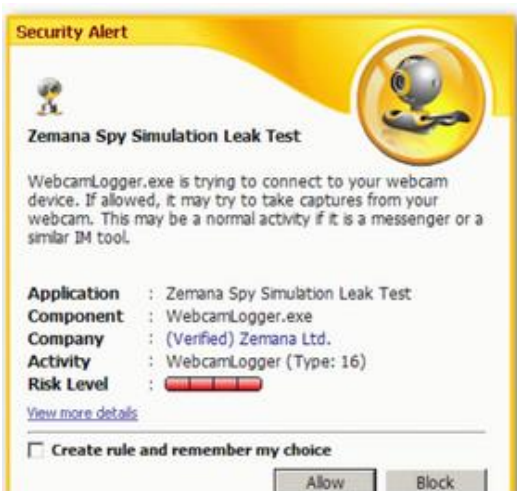 Security Alert
Zemana Spy Simulation Leak Test
WebcamLogger.exe is trying to connect to your webcam
device. If allowed, it may try to take captures from your
webcam. This may be a normal activity if it is a messenger or a
similar IM tool.
Application : Zemana Spy Simulation Leak Test
Component : WebcamLogger.exe
Company : (Verified) Zemana Ltd.
Activity : WebcamLogger (Type: 16)
Risk Level :
View more details
Create rule and remember my choice
Allow Block